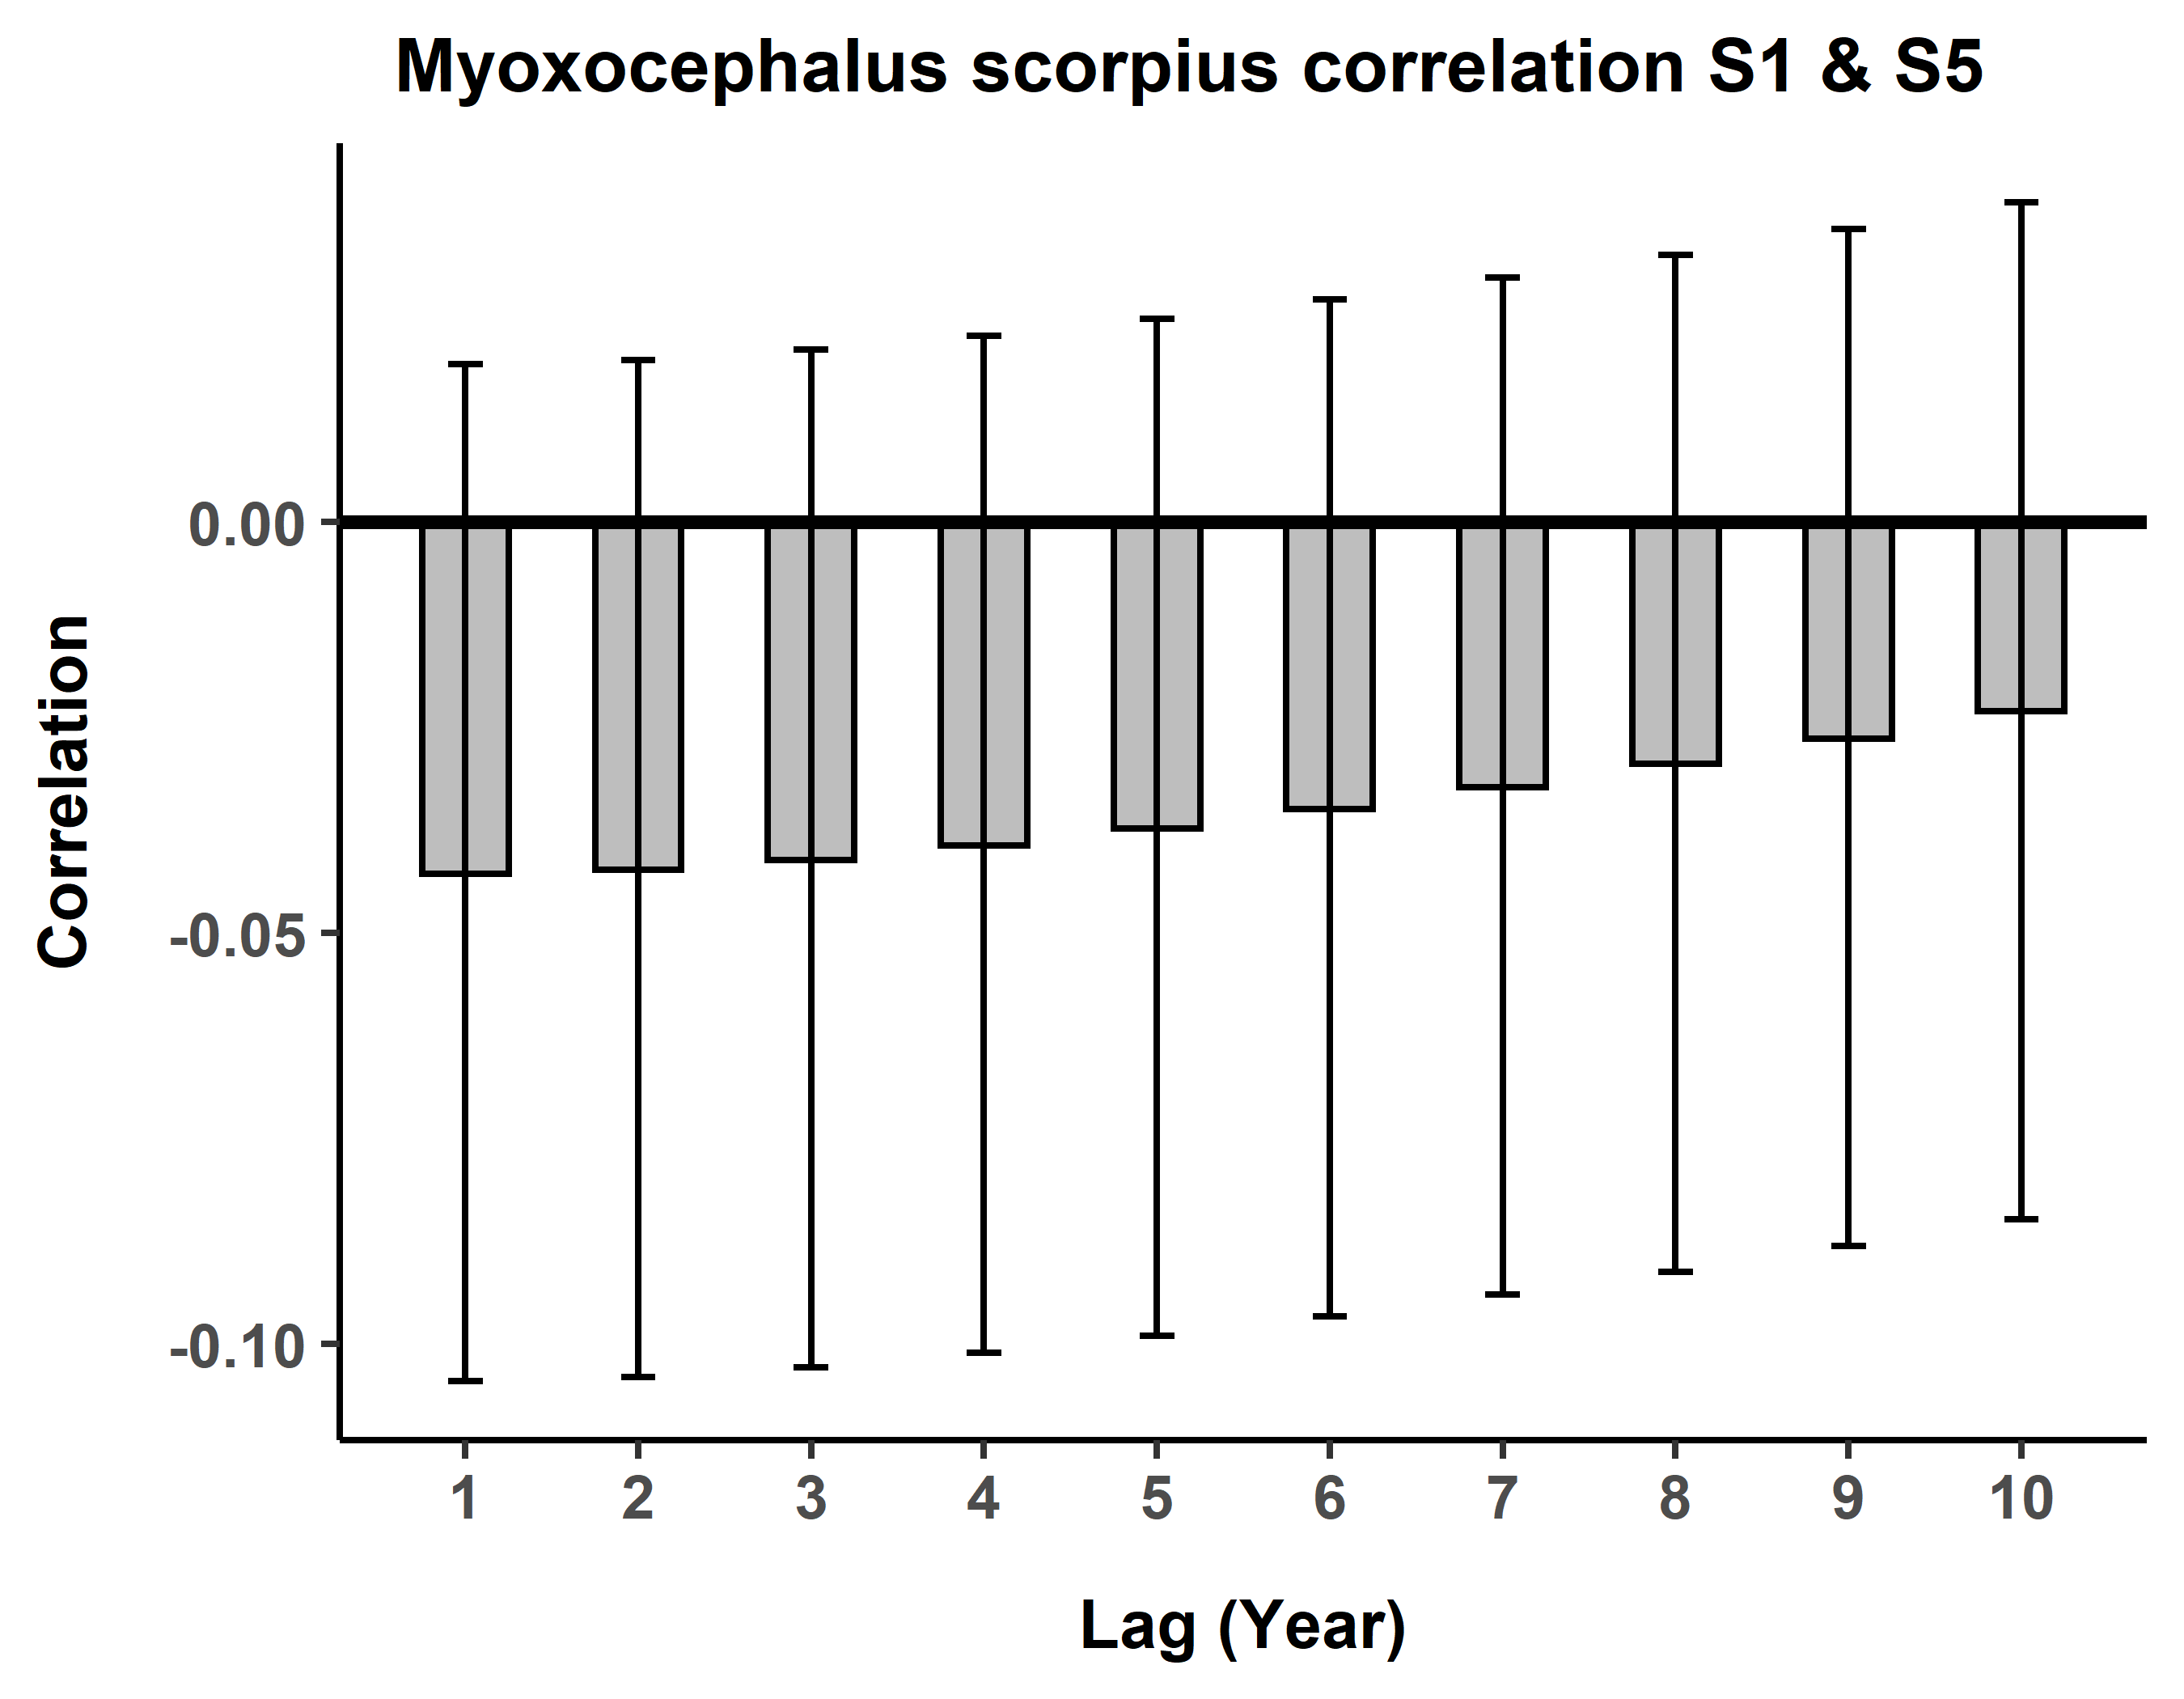 Myoxocephalus scorpius correlation S1 & S5
Correlation
0.00
-0.05
-0.10
1 2 3 4 5 6 7 8 9 10
Lag (Year)